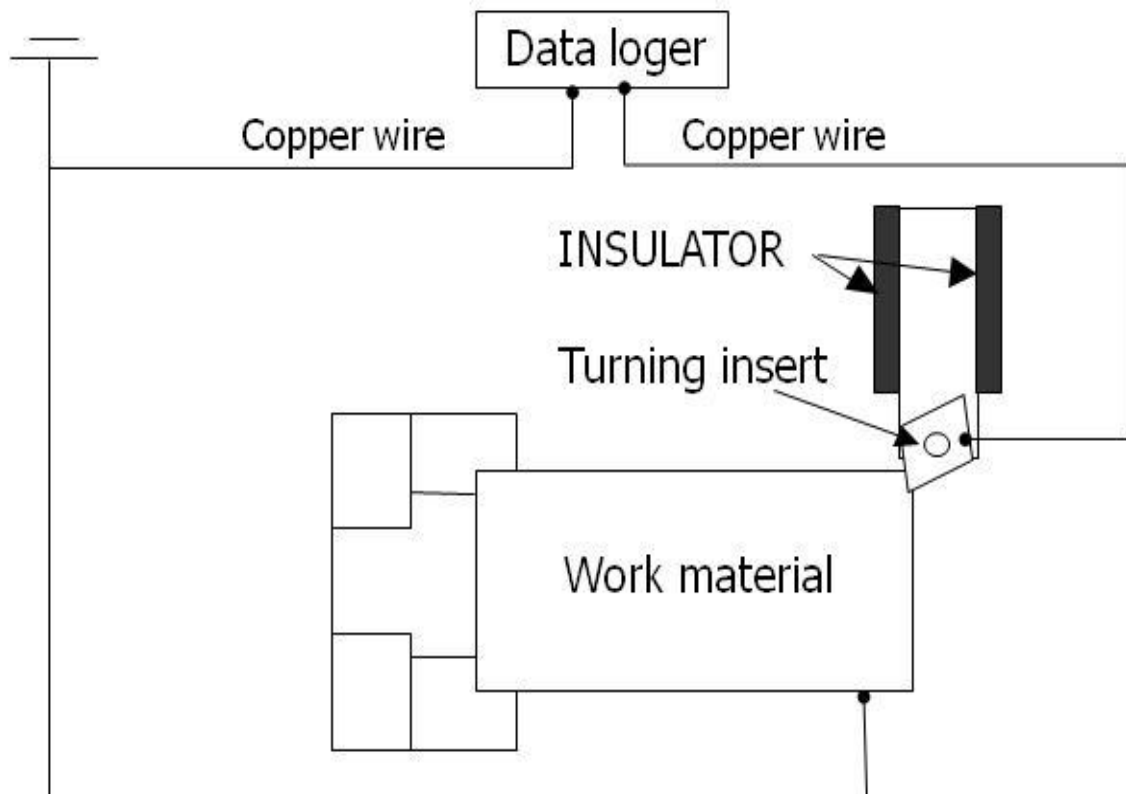 Data loger
Copper wire
Copper wire
INSULATOR
Turning insert
Work material